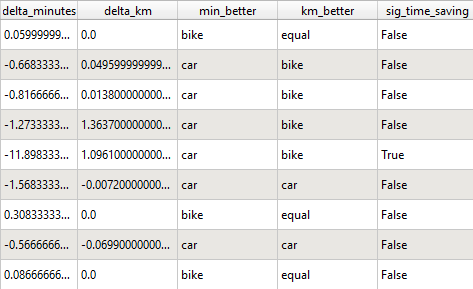 delta_minutes delta_km min_better km_better sig_time_saving
0.05999999... 0.0 bike equal False
-0.6683333... 0.049599999999... car bike False
-0.8166666... 0.013800000000... car bike False
-1.2733333... 1.363700000000... car bike False
-11.898333... 1.096100000000... car bike True
-1.5683333... -0.00720000000... car car False
0.30833333... 0.0 bike equal False
-0.5666666... -0.06990000000... car car False
0.08666666... 0.0 bike equal False